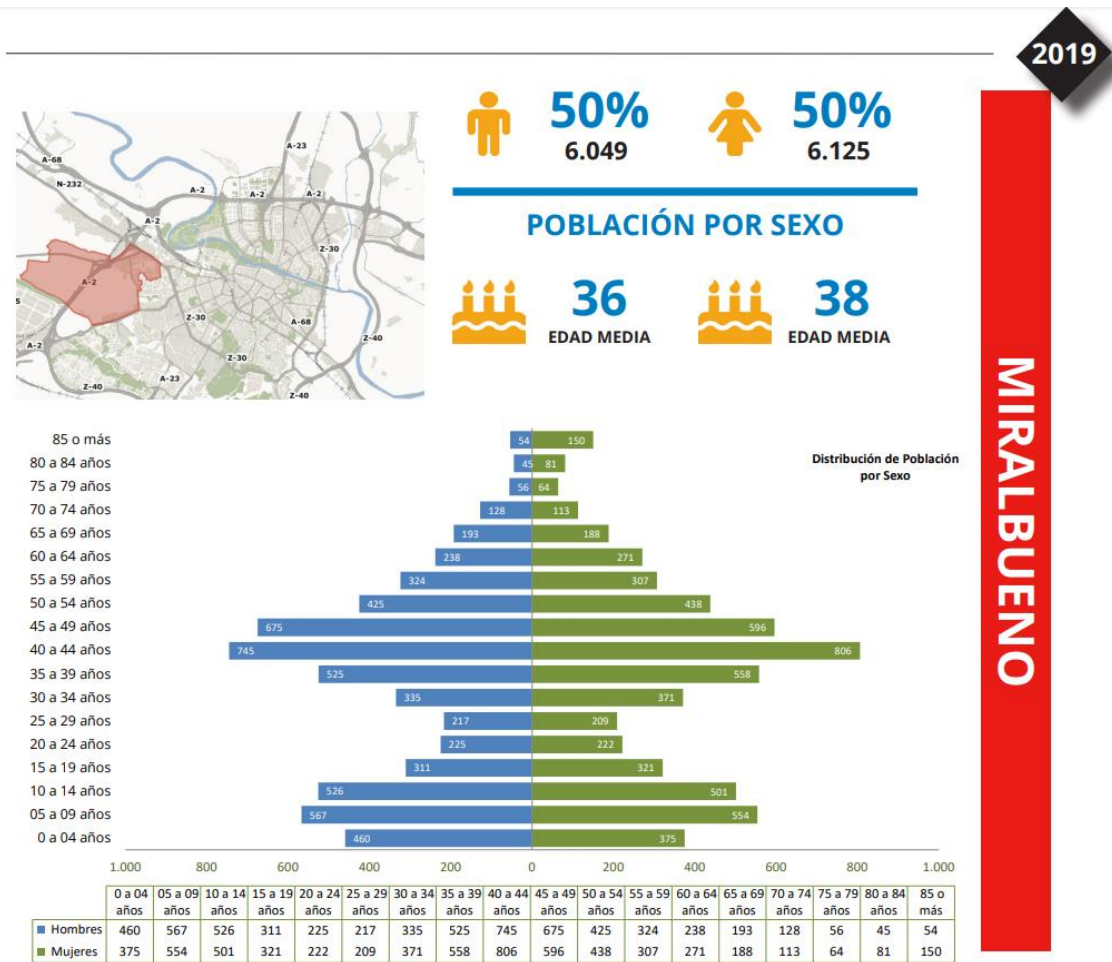 2019
50%
6.049
50%
6.125
POBLACIÓN POR SEXO
36
EDAD MEDIA
38
EDAD MEDIA
A-68
N-232
A-2
A-2
A-2
A-23
A-2
A-2
Z-30
Z-30
A-68
Z-30
Z-40
A-2
A-23
Z-40
Z-40
5
MIRALBUENO
Distribución de Población
por Sexo
85 o más 54 150
80 a 84 años 45 81
75 a 79 años 56 64
70 a 74 años 128 113
65 a 69 años 193 188
60 a 64 años 238 271
55 a 59 años 324 307
50 a 54 años 425 438
45 a 49 años 675 596
40 a 44 años 745 806
35 a 39 años 525 558
30 a 34 años 335 371
25 a 29 años 217 209
20 a 24 años 225 222
15 a 19 años 311 321
10 a 14 años 526 501
05 a 09 años 567 554
0 a 04 años 460 375
1.000 800 600 400 200 0 200 400 600 800 1.000
0 a 04 05 a 09 10 a 14 15 a 19 20 a 24 25 a 29 30 a 34 35 a 39 40 a 44 45 a 49 50 a 54 55 a 59 60 a 64 65 a 69 70 a 74 75 a 79 80 a 84 85 o
años años años años años años años años años años años años años años años años años más
Hombres 460 567 526 311 225 217 335 525 745 675 425 324 238 193 128 56 45 54
Mujeres 375 554 501 321 222 209 371 558 806 596 438 307 271 188 113 64 81 150